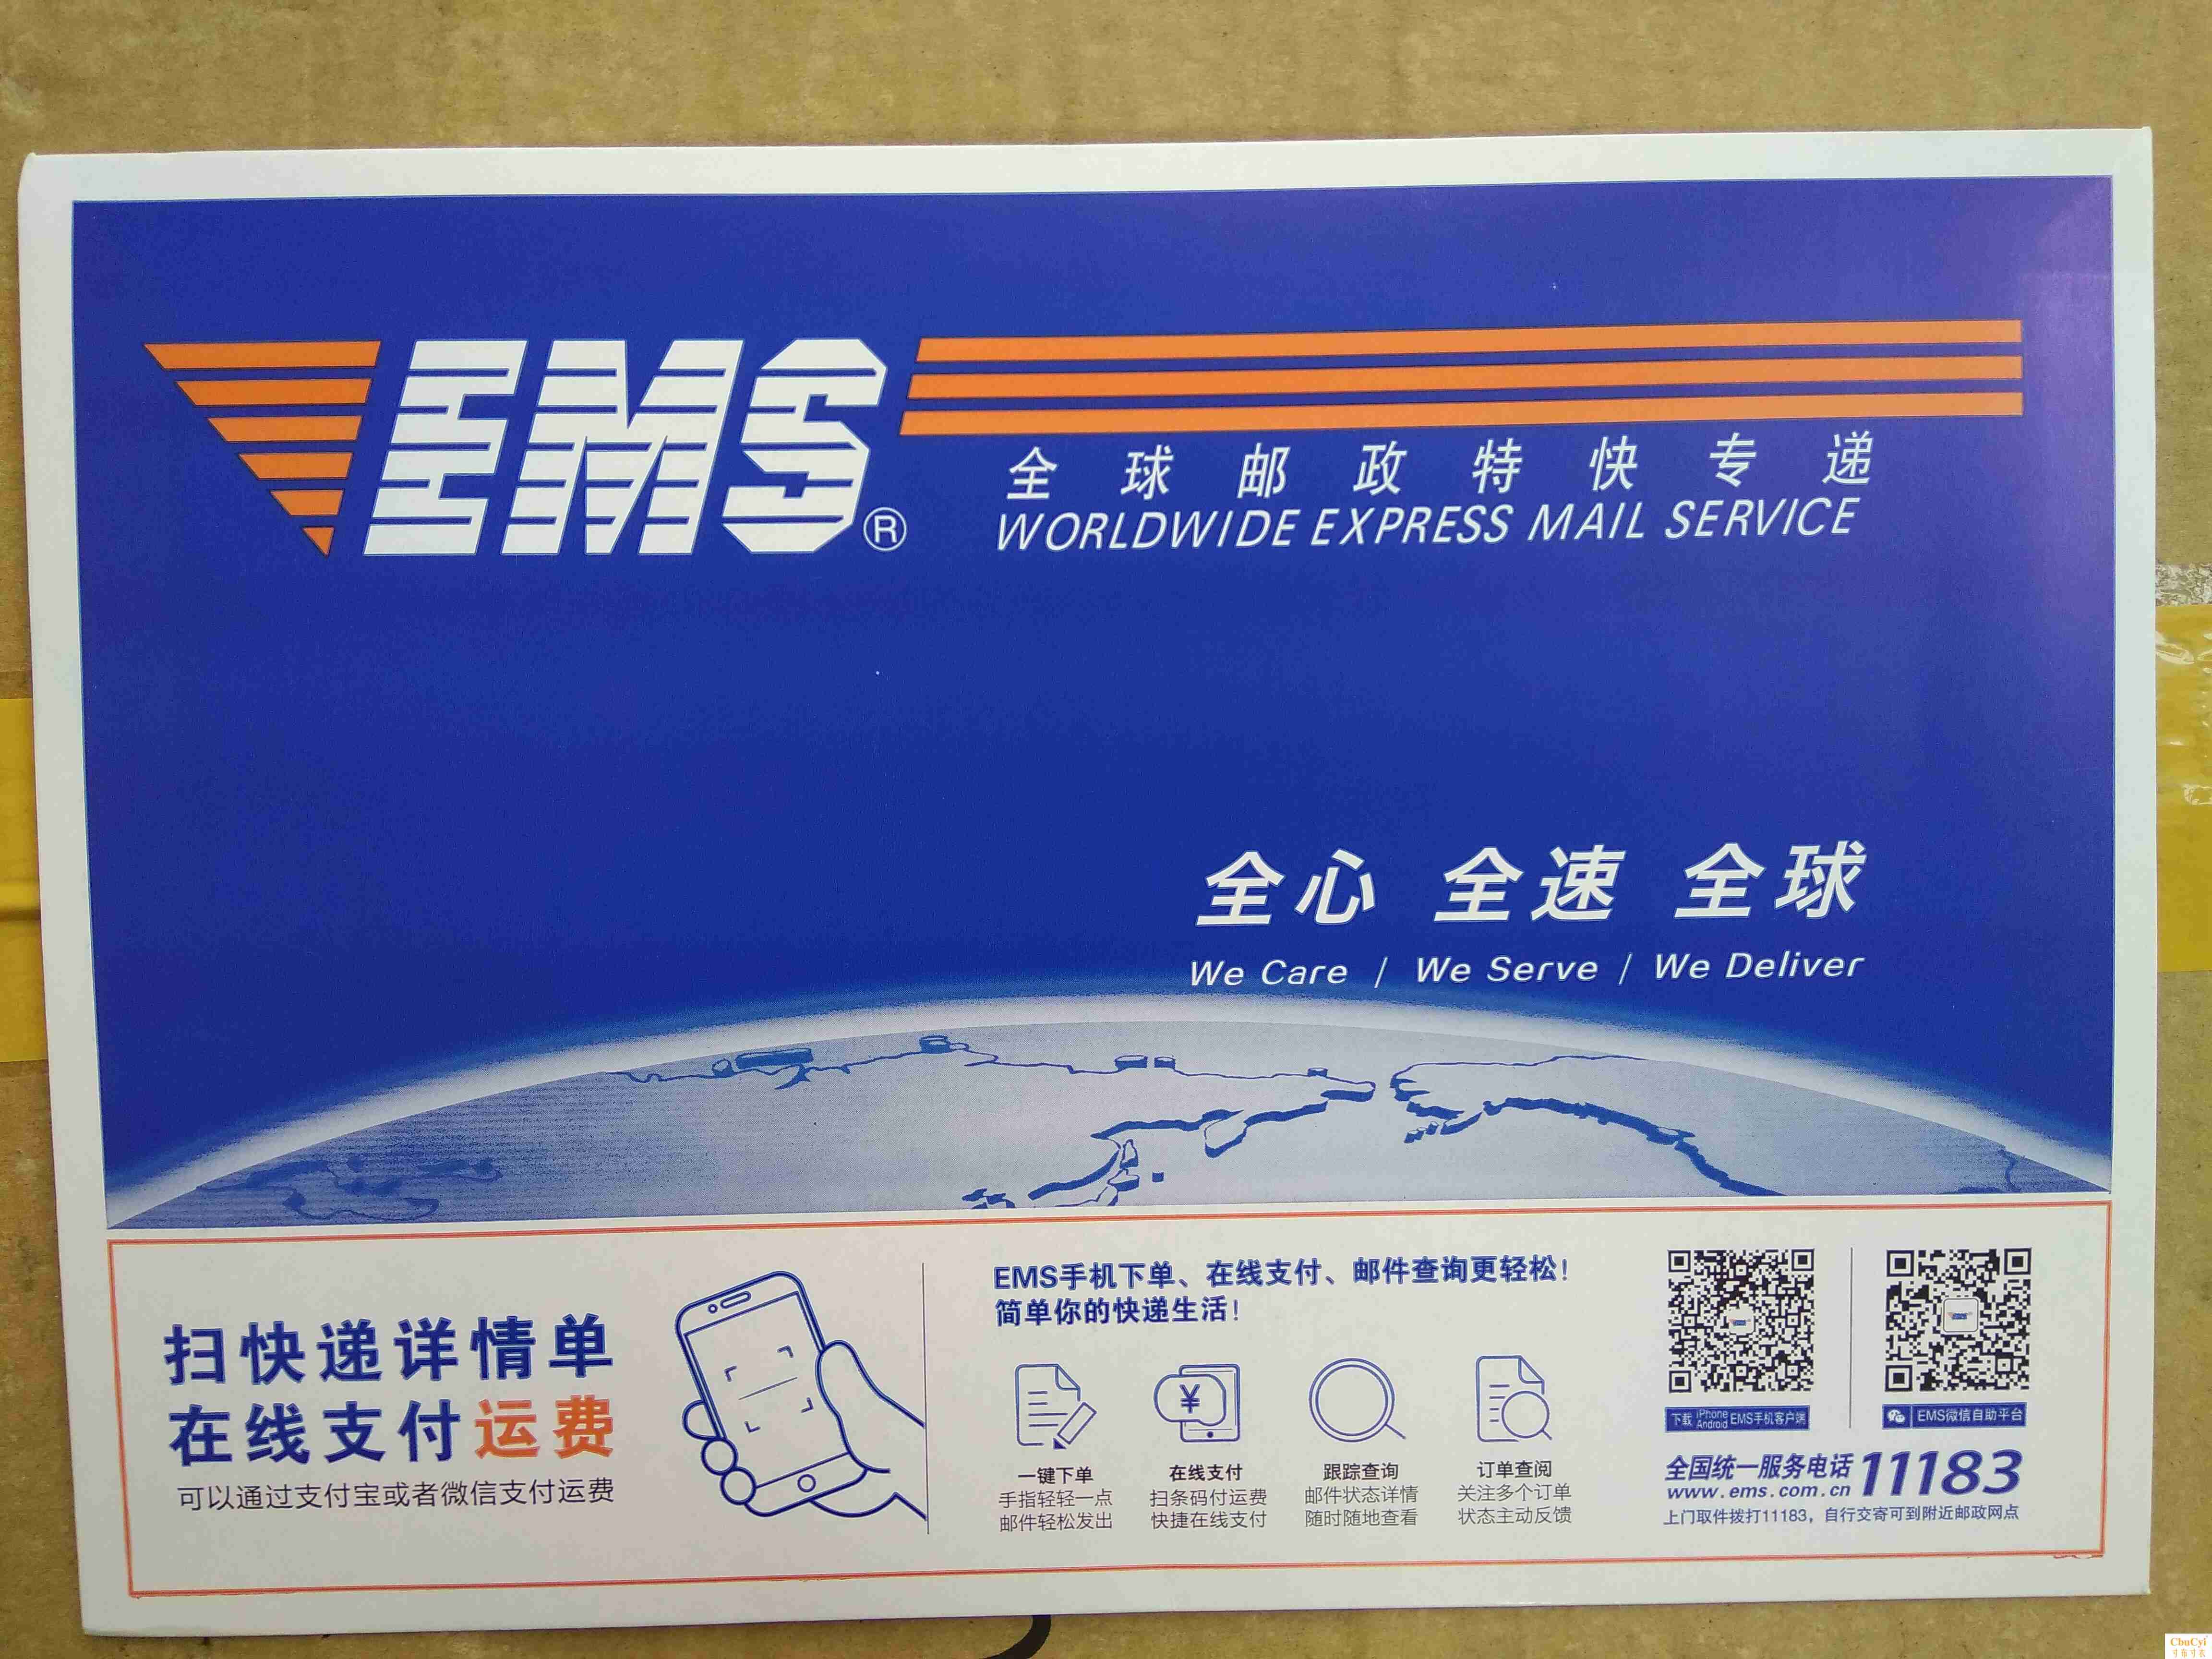 EMS®
全球邮政特快专递
WORLDWIDE EXPRESS MAIL SERVICE
全心 全速 全球
We Care / We Serve / We Deliver
扫快递详情单
在线支付运费
可以通过支付宝或者微信支付运费
EMS手机下单、在线支付、邮件查询更轻松！
简单你的快递生活！
一键下单
手指轻轻一点
邮件轻松发出
¥
在线支付
扫条码付运费
快捷在线支付
跟踪查询
邮件状态详情
随时随地查看
订单查阅
关注多个订单
状态主动反馈
下载 iPhone Android EMS手机客户端
EMS微信自助平台
全国统一服务电话 11183
www.ems.com.cn
上门取件拨打11183，自行交寄可到附近邮政网点
ChuCyi